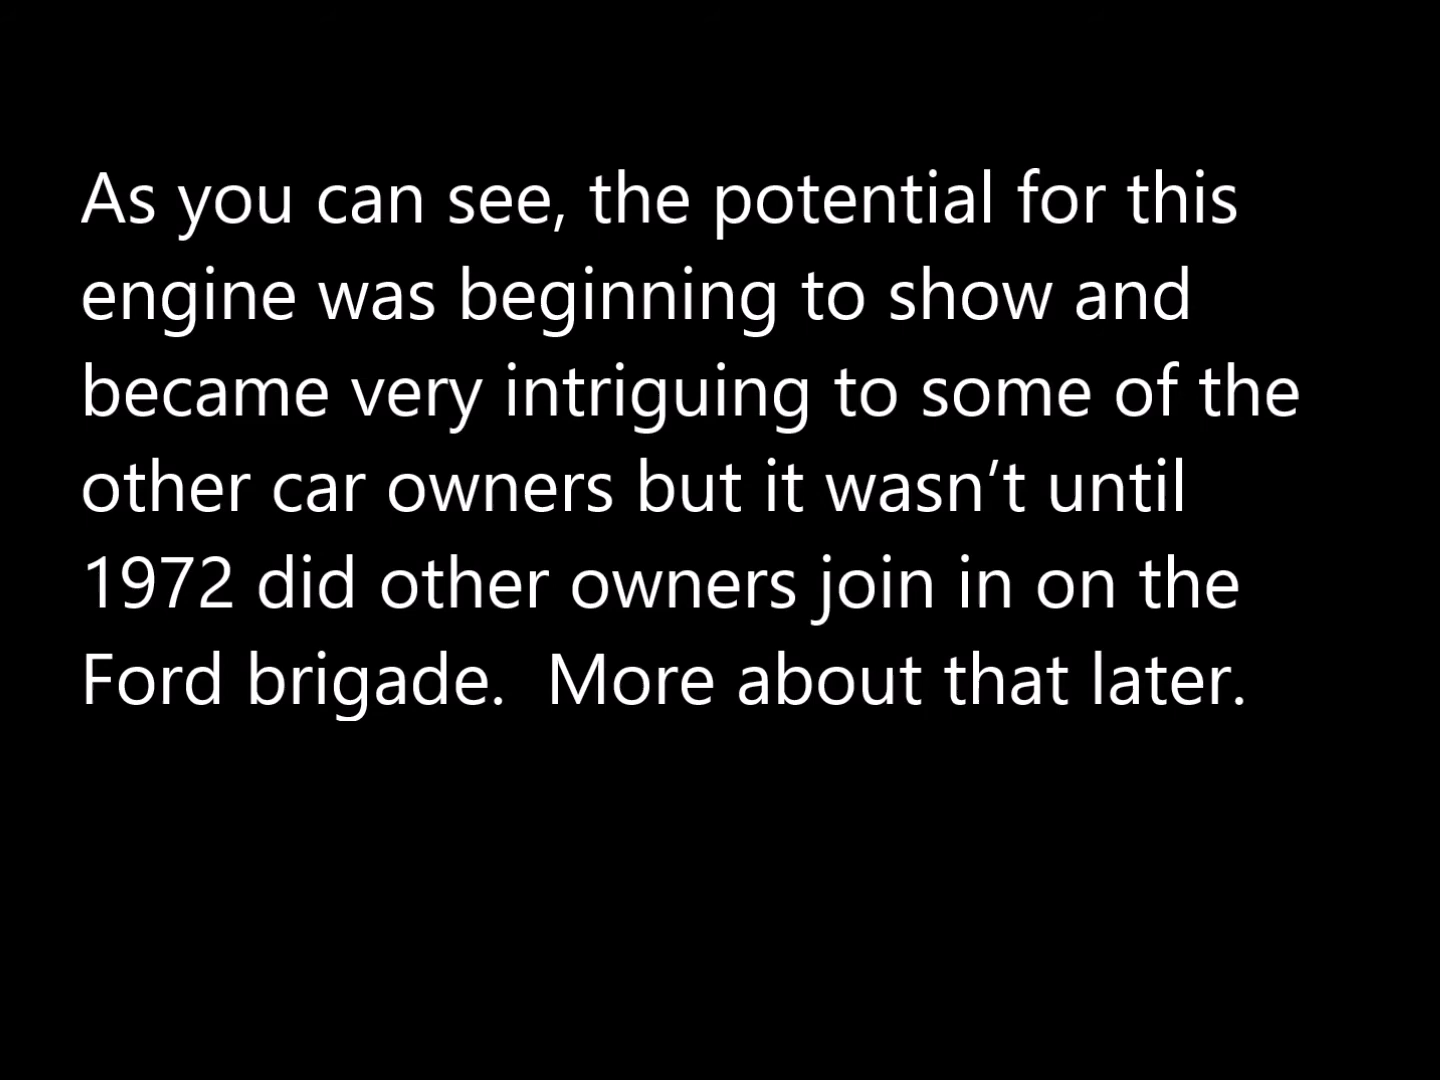 As you can see, the potential for this
engine was beginning to show and
became very intriguing to some of the
other car owners but it wasn’t until
1972 did other owners join in on the
Ford brigade.  More about that later.